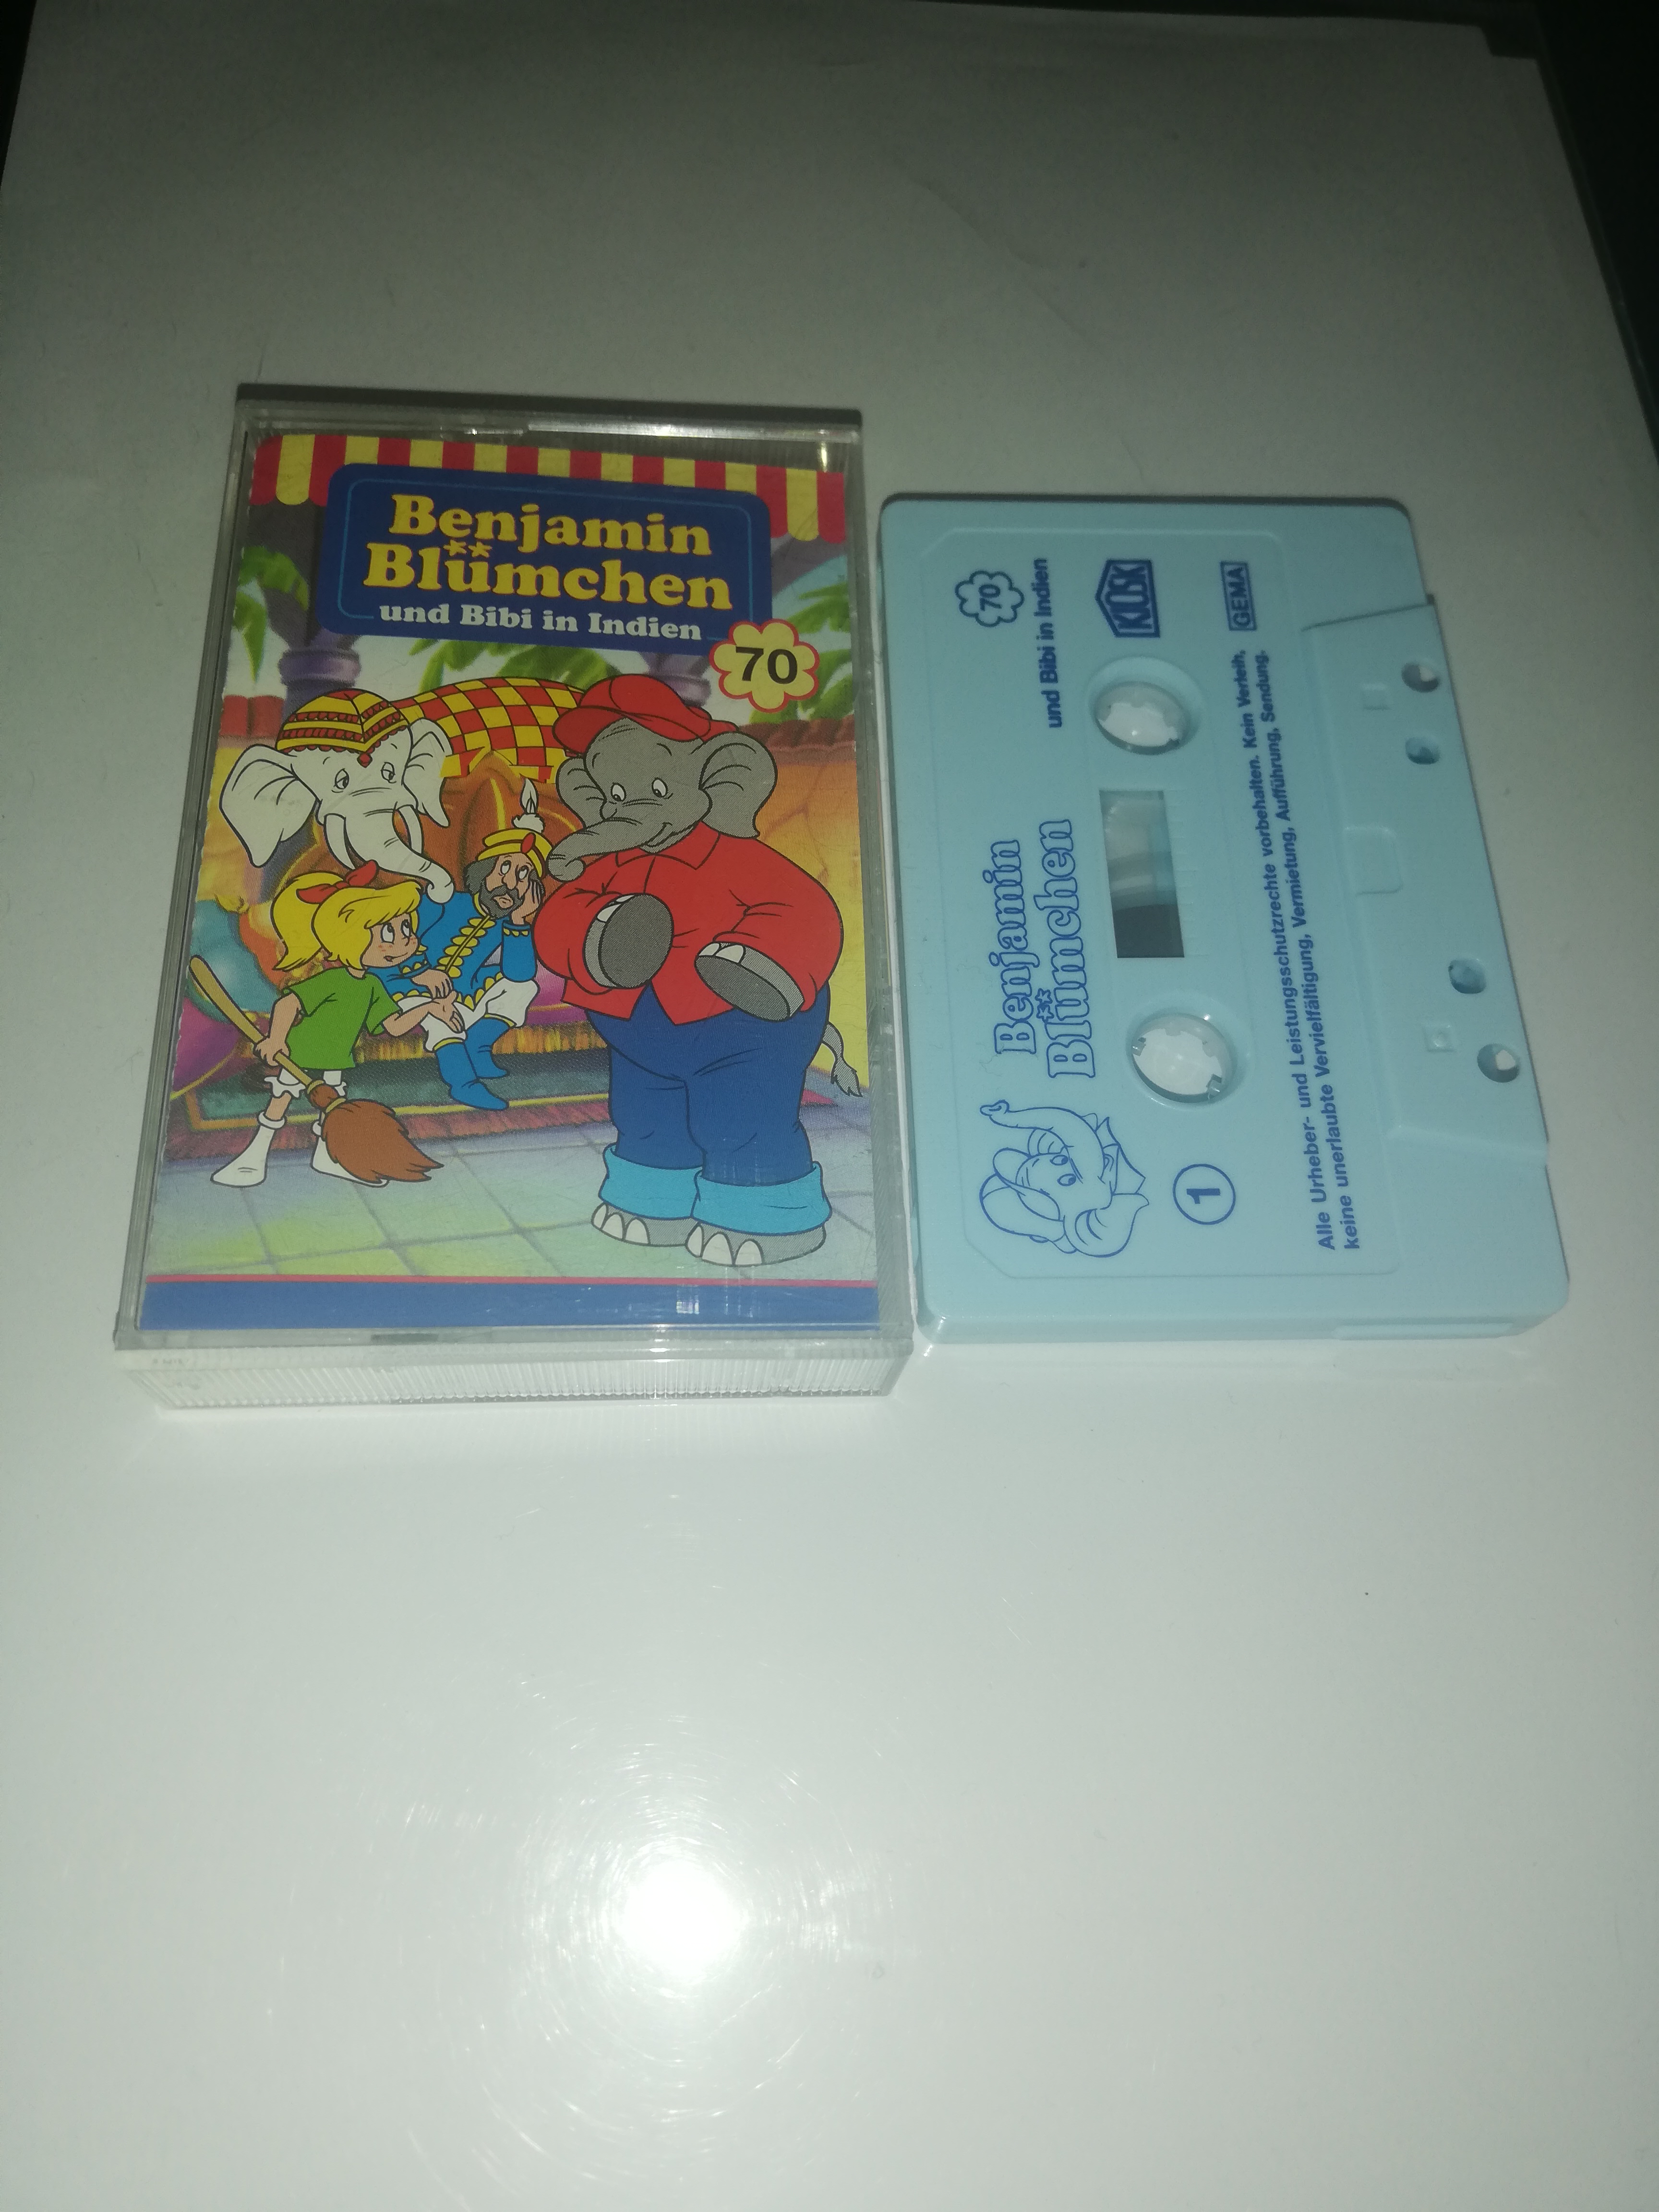 Benjamin
Blümchen
und Bibi in Indien
70
70
und Bibi in Indien
Benjamin
Blümchen
KIOSK
GEMA
1
Alle Urheber- und Leistungsschutzrechte vorbehalten. Kein Verleih,
keine unerlaubte Vervielfältigung, Vermietung, Aufführung, Sendung.